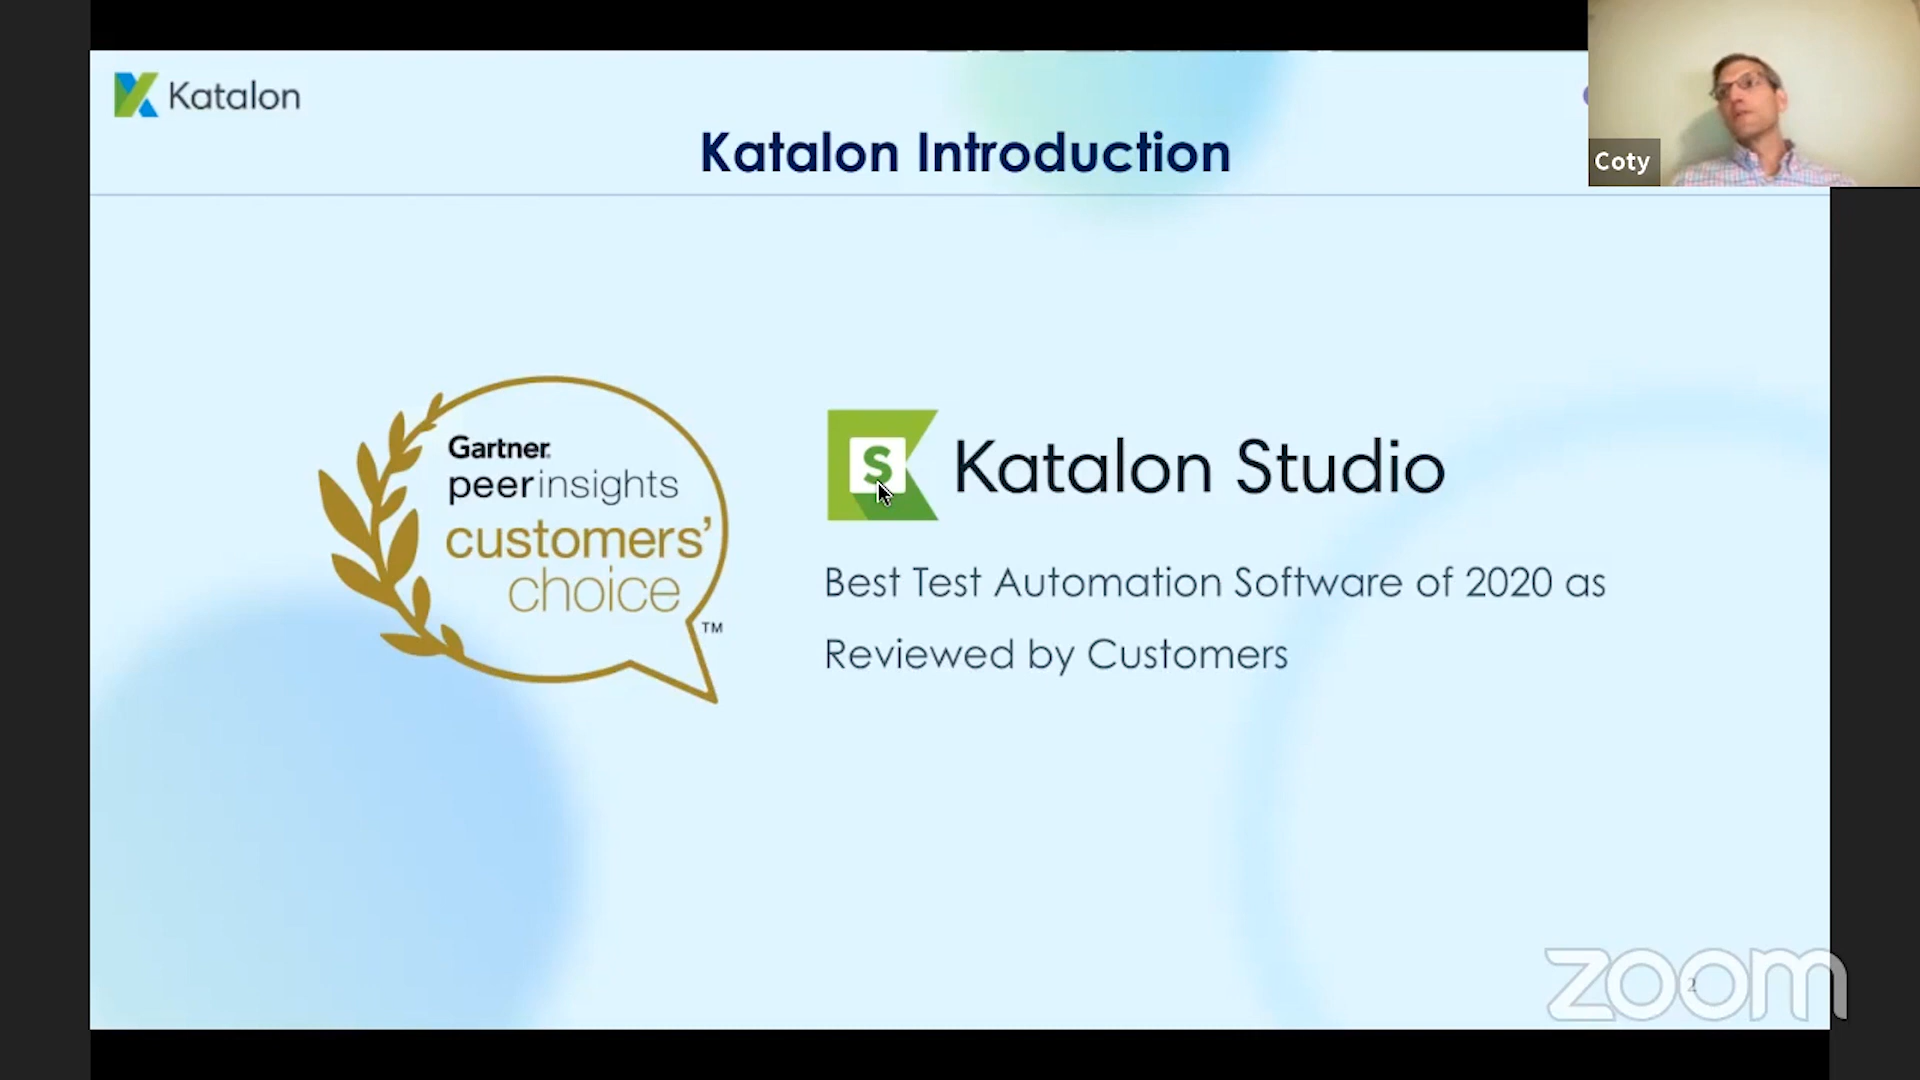 Katalon
Katalon Introduction
Coty
Gartner.
peerinsights
customers'
choice
TM
S
Katalon Studio
Best Test Automation Software of 2020 as
Reviewed by Customers
2
zoom